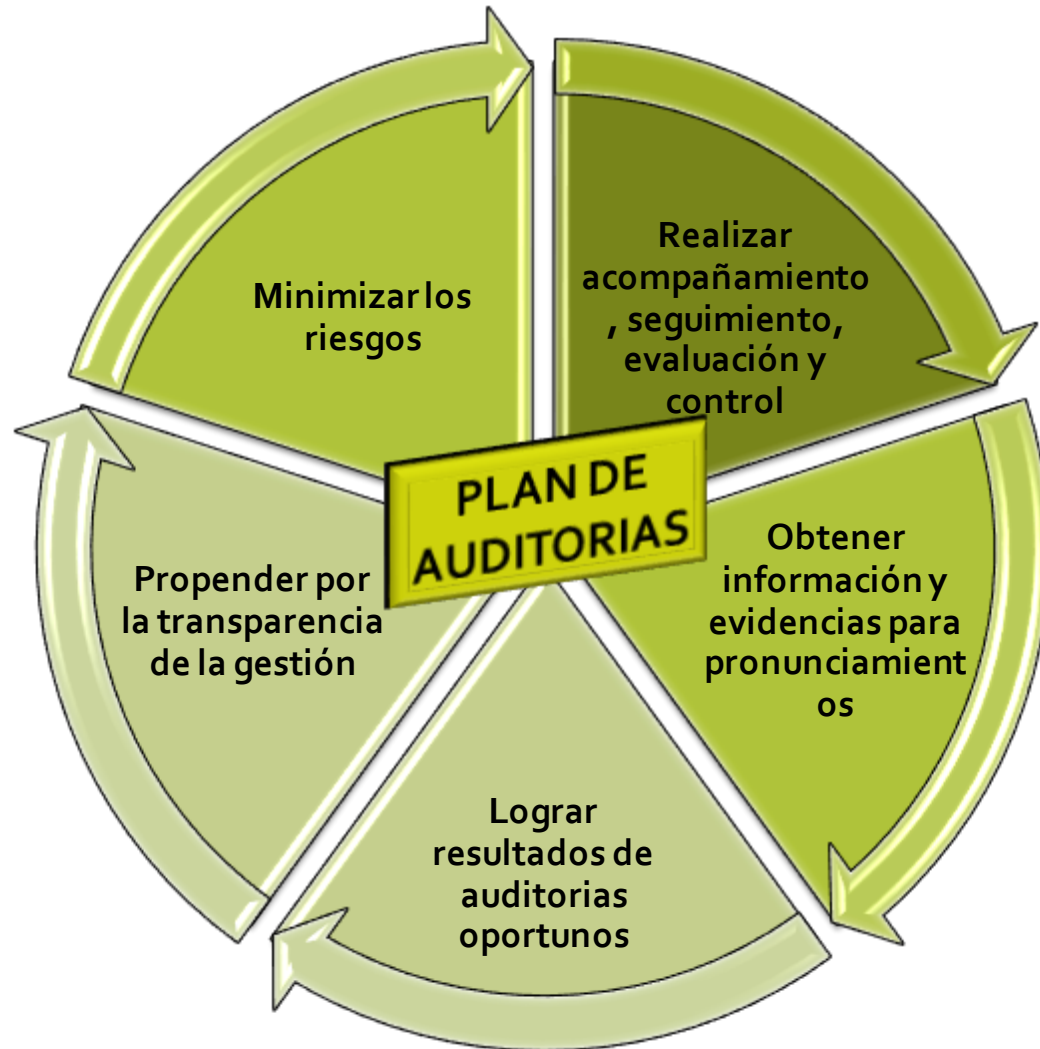 Realizar
acompañamiento
, seguimiento,
evaluación y
control
Obtener
información y
evidencias para
pronunciamient
os
Lograr
resultados de
auditorias
oportunos
Propender por
la transparencia
de la gestión
Minimizar los
riesgos
PLAN DE
AUDITORIAS